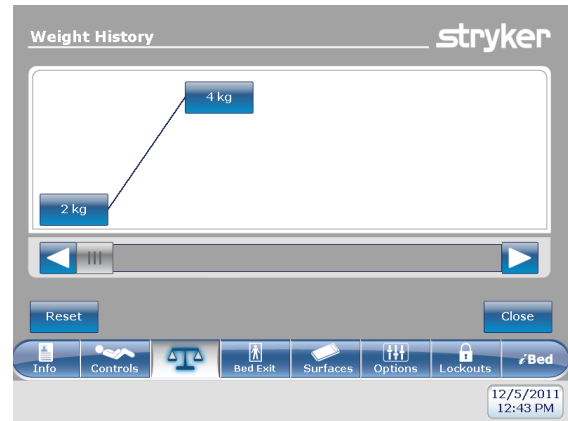 Weight History
stryker
4 kg
2 kg
Reset
Close
Info
Controls
Bed Exit
Surfaces
Options
Lockouts
iBed
12/5/2011
12:43 PM